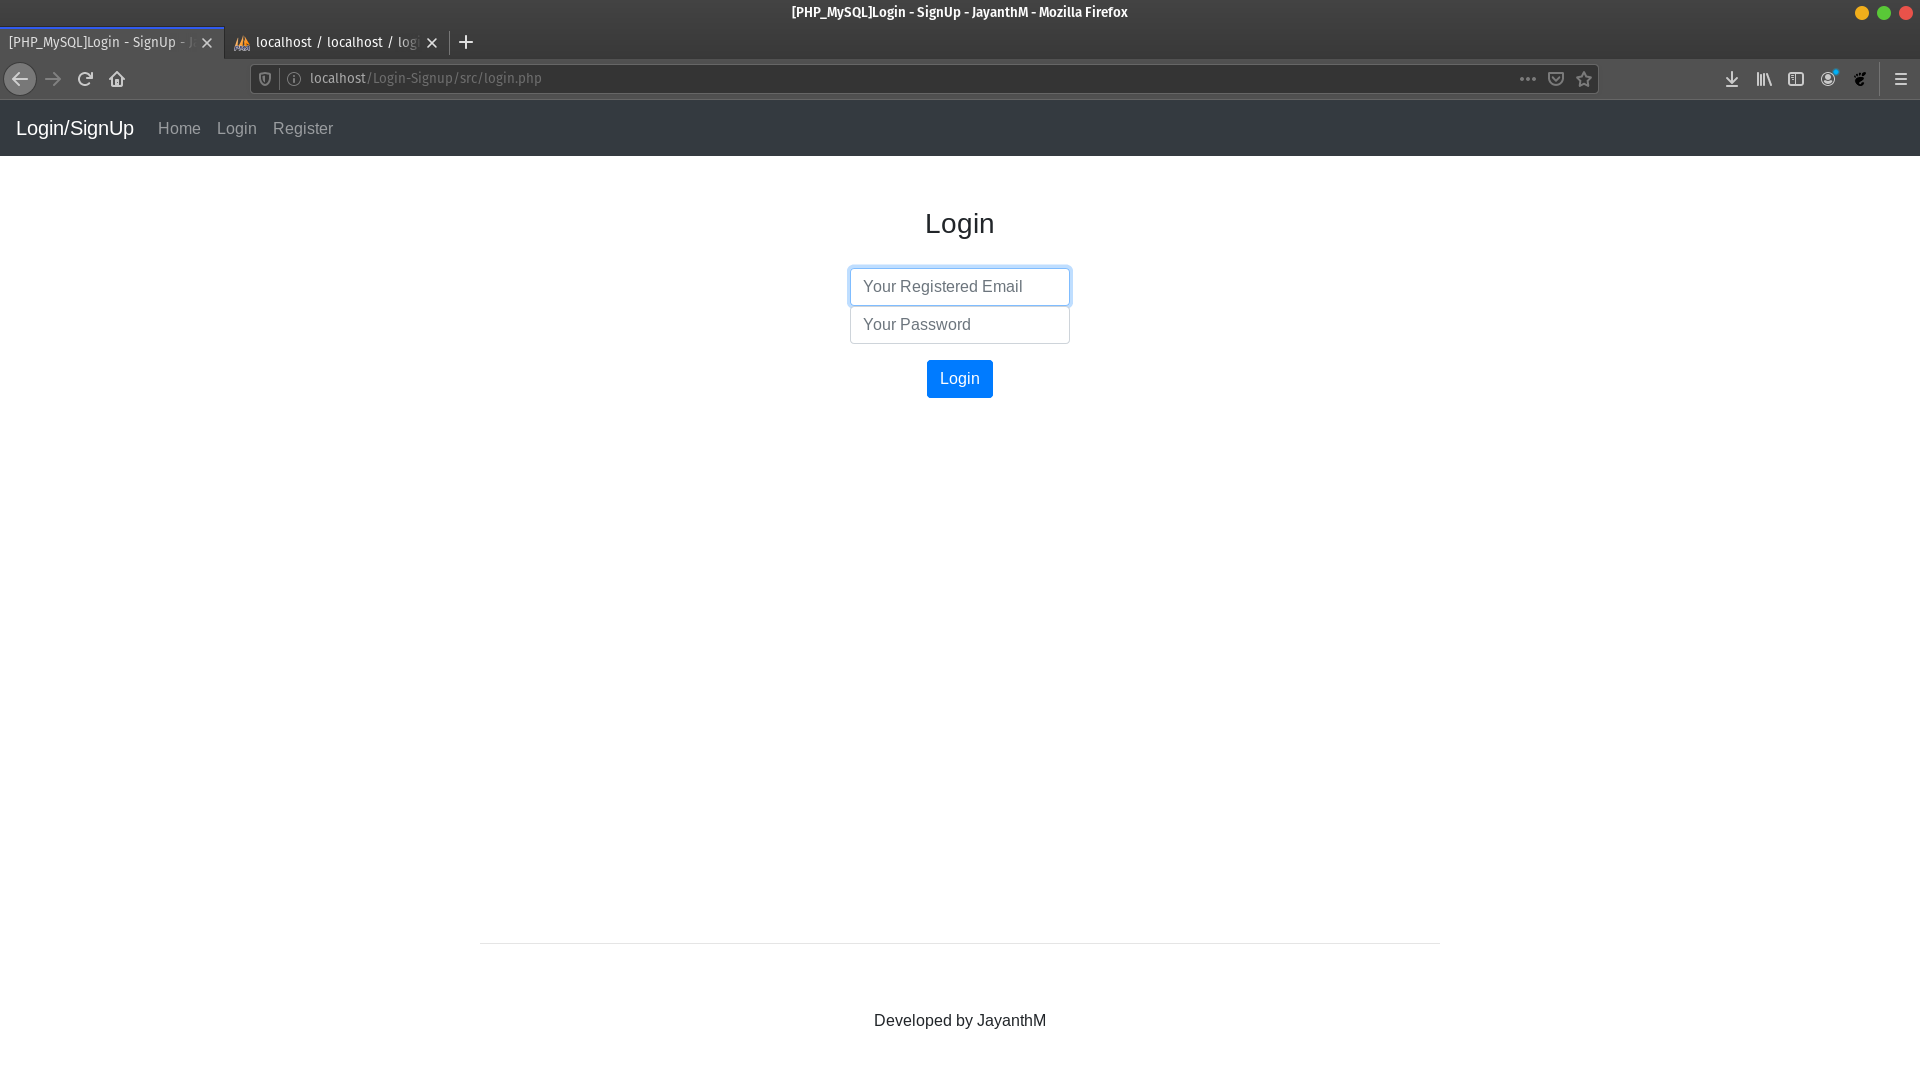 [PHP_MySQL]Login - SignUp - JayanthM - Mozilla Firefox
[PHP_MySQL]Login - SignUp - J
localhost / localhost / log
localhost/Login-Signup/src/login.php
Login/SignUp Home Login Register
Login
Your Registered Email
Your Password
Login
Developed by JayanthM